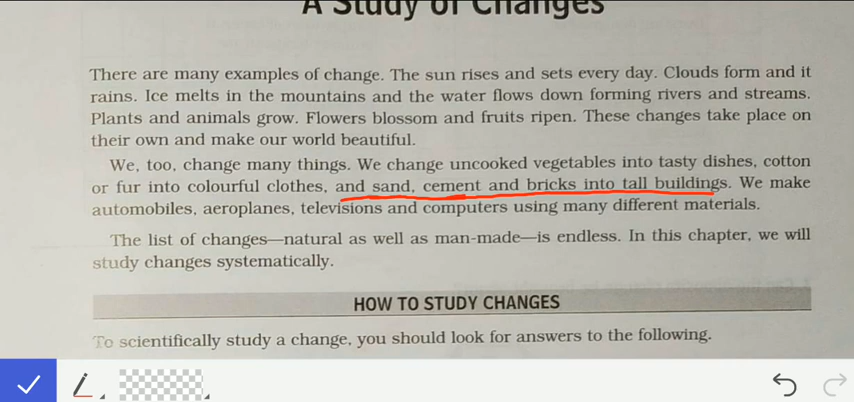 A Study of Changes
There are many examples of change. The sun rises and sets every day. Clouds form and it
rains. Ice melts in the mountains and the water flows down forming rivers and streams.
Plants and animals grow. Flowers blossom and fruits ripen. These changes take place on
their own and make our world beautiful.
We, too, change many things. We change uncooked vegetables into tasty dishes, cotton
or fur into colourful clothes, and sand, cement and bricks into tall buildings. We make
automobiles, aeroplanes, televisions and computers using many different materials.
The list of changes—natural as well as man-made—is endless. In this chapter, we will
study changes systematically.
HOW TO STUDY CHANGES
To scientifically study a change, you should look for answers to the following.